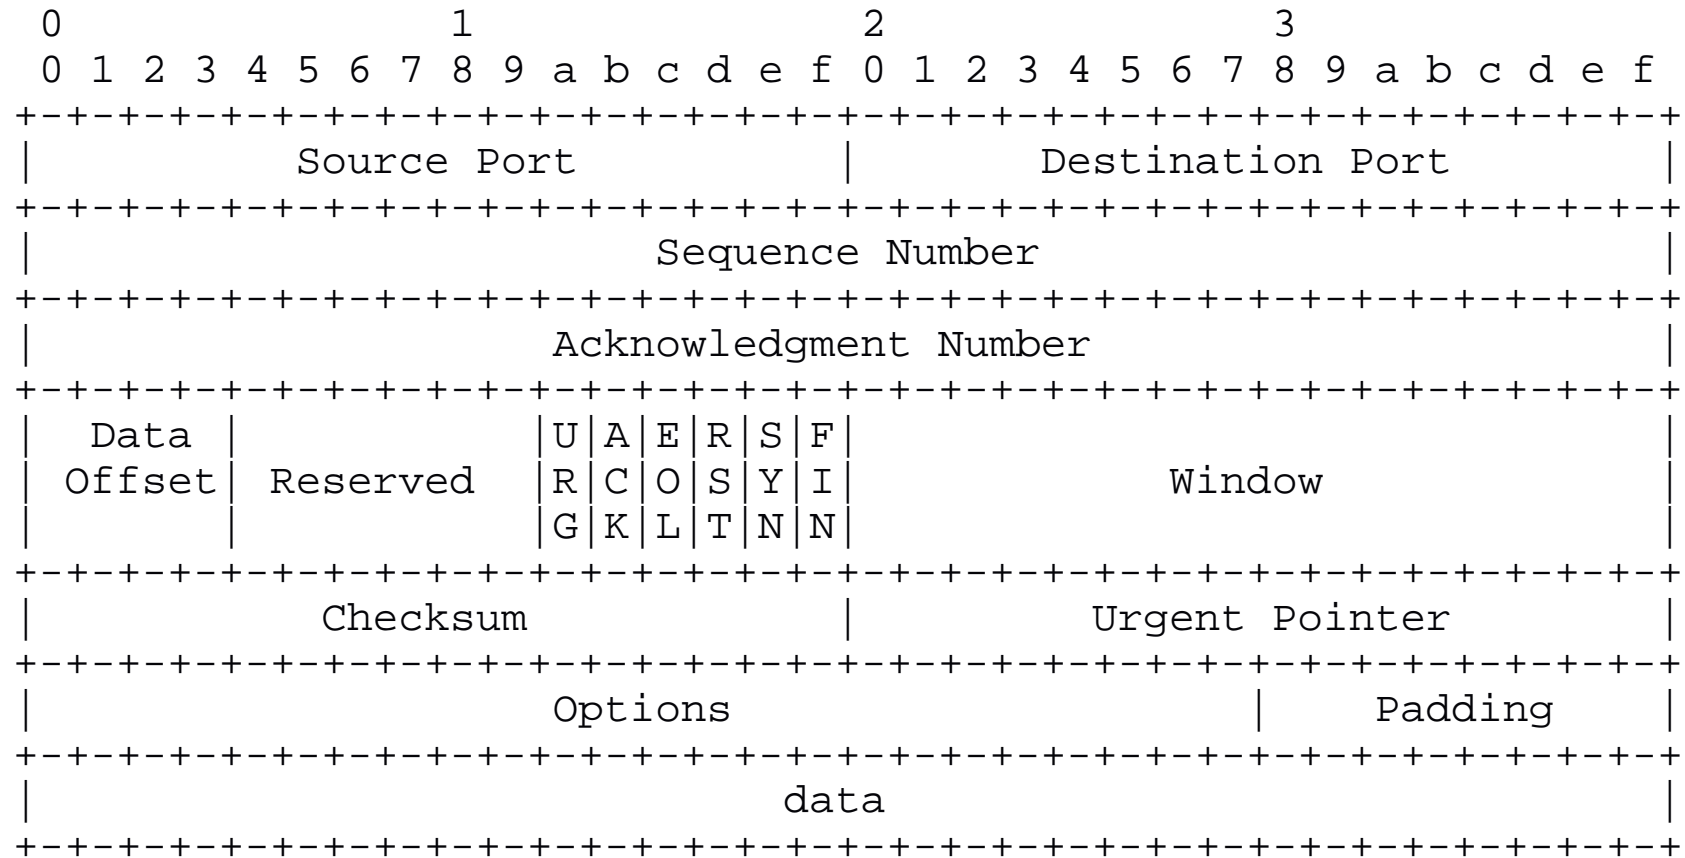 0               1               2               3
 0 1 2 3 4 5 6 7 8 9 a b c d e f 0 1 2 3 4 5 6 7 8 9 a b c d e f
+-+-+-+-+-+-+-+-+-+-+-+-+-+-+-+-+-+-+-+-+-+-+-+-+-+-+-+-+-+-+-+-+
|          Source Port          |       Destination Port        |
+-+-+-+-+-+-+-+-+-+-+-+-+-+-+-+-+-+-+-+-+-+-+-+-+-+-+-+-+-+-+-+-+
|                        Sequence Number                        |
+-+-+-+-+-+-+-+-+-+-+-+-+-+-+-+-+-+-+-+-+-+-+-+-+-+-+-+-+-+-+-+-+
|                    Acknowledgment Number                      |
+-+-+-+-+-+-+-+-+-+-+-+-+-+-+-+-+-+-+-+-+-+-+-+-+-+-+-+-+-+-+-+-+
|  Data |           |U|A|E|R|S|F|                               |
| Offset| Reserved  |R|C|O|S|Y|I|            Window             |
|       |           |G|K|L|T|N|N|                               |
+-+-+-+-+-+-+-+-+-+-+-+-+-+-+-+-+-+-+-+-+-+-+-+-+-+-+-+-+-+-+-+-+
|           Checksum            |         Urgent Pointer        |
+-+-+-+-+-+-+-+-+-+-+-+-+-+-+-+-+-+-+-+-+-+-+-+-+-+-+-+-+-+-+-+-+
|                    Options                    |    Padding    |
+-+-+-+-+-+-+-+-+-+-+-+-+-+-+-+-+-+-+-+-+-+-+-+-+-+-+-+-+-+-+-+-+
|                             data                              |
+-+-+-+-+-+-+-+-+-+-+-+-+-+-+-+-+-+-+-+-+-+-+-+-+-+-+-+-+-+-+-+-+